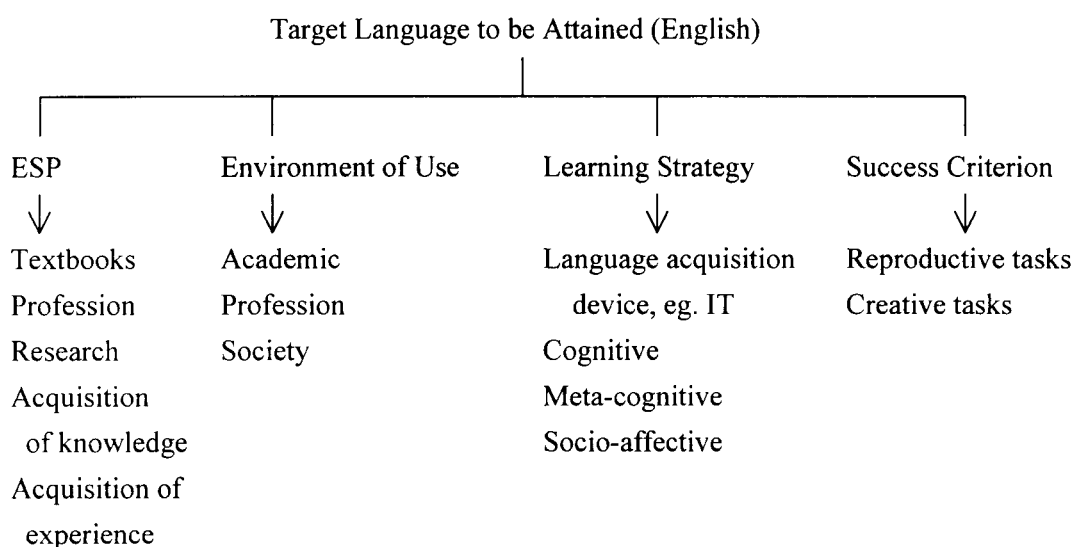 Target Language to be Attained (English)
ESP
Textbooks
Profession
Research
Acquisition
of knowledge
Acquisition of
experience
Environment of Use
Academic
Profession
Society
Learning Strategy
Language acquisition
device, eg. IT
Cognitive
Meta-cognitive
Socio-affective
Success Criterion
Reproductive tasks
Creative tasks